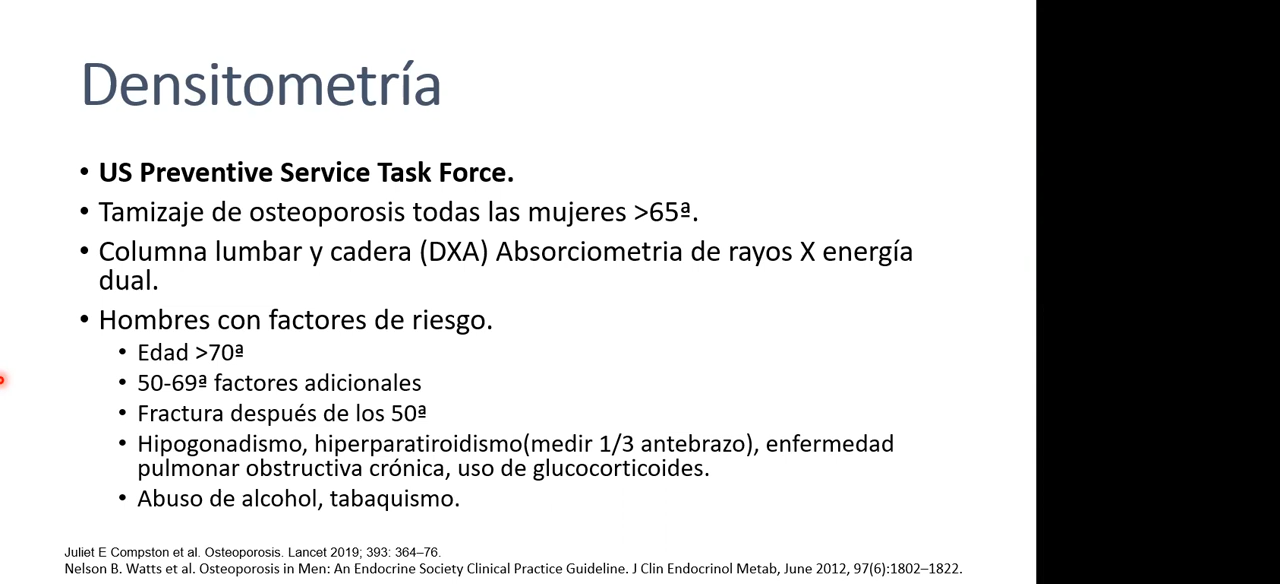 Densitometría
• US Preventive Service Task Force.
• Tamizaje de osteoporosis todas las mujeres >65ª.
• Columna lumbar y cadera (DXA) Absorciometria de rayos X energía
dual.
• Hombres con factores de riesgo.
• Edad >70ª
• 50-69ª factores adicionales
• Fractura después de los 50ª
• Hipogonadismo, hiperparatiroidismo(medir 1/3 antebrazo), enfermedad
pulmonar obstructiva crónica, uso de glucocorticoides.
• Abuso de alcohol, tabaquismo.
Juliet E Compston et al. Osteoporosis. Lancet 2019; 393: 364–76.
Nelson B. Watts et al. Osteoporosis in Men: An Endocrine Society Clinical Practice Guideline. J Clin Endocrinol Metab, June 2012, 97(6):1802–1822.